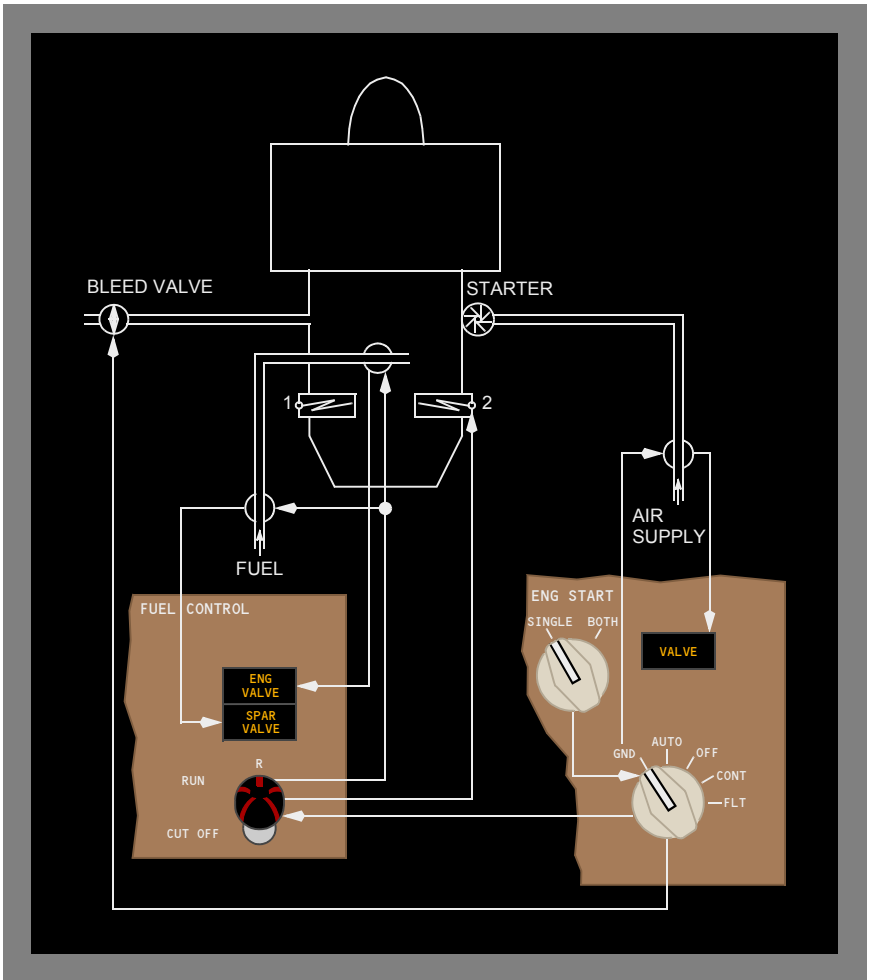 BLEED VALVE
STARTER
1
2
AIR
SUPPLY
FUEL
ENG START
FUEL CONTROL
SINGLE
BOTH
VALVE
ENG
VALVE
SPAR
VALVE
AUTO
GND
OFF
R
RUN
CONT
FLT
CUT OFF